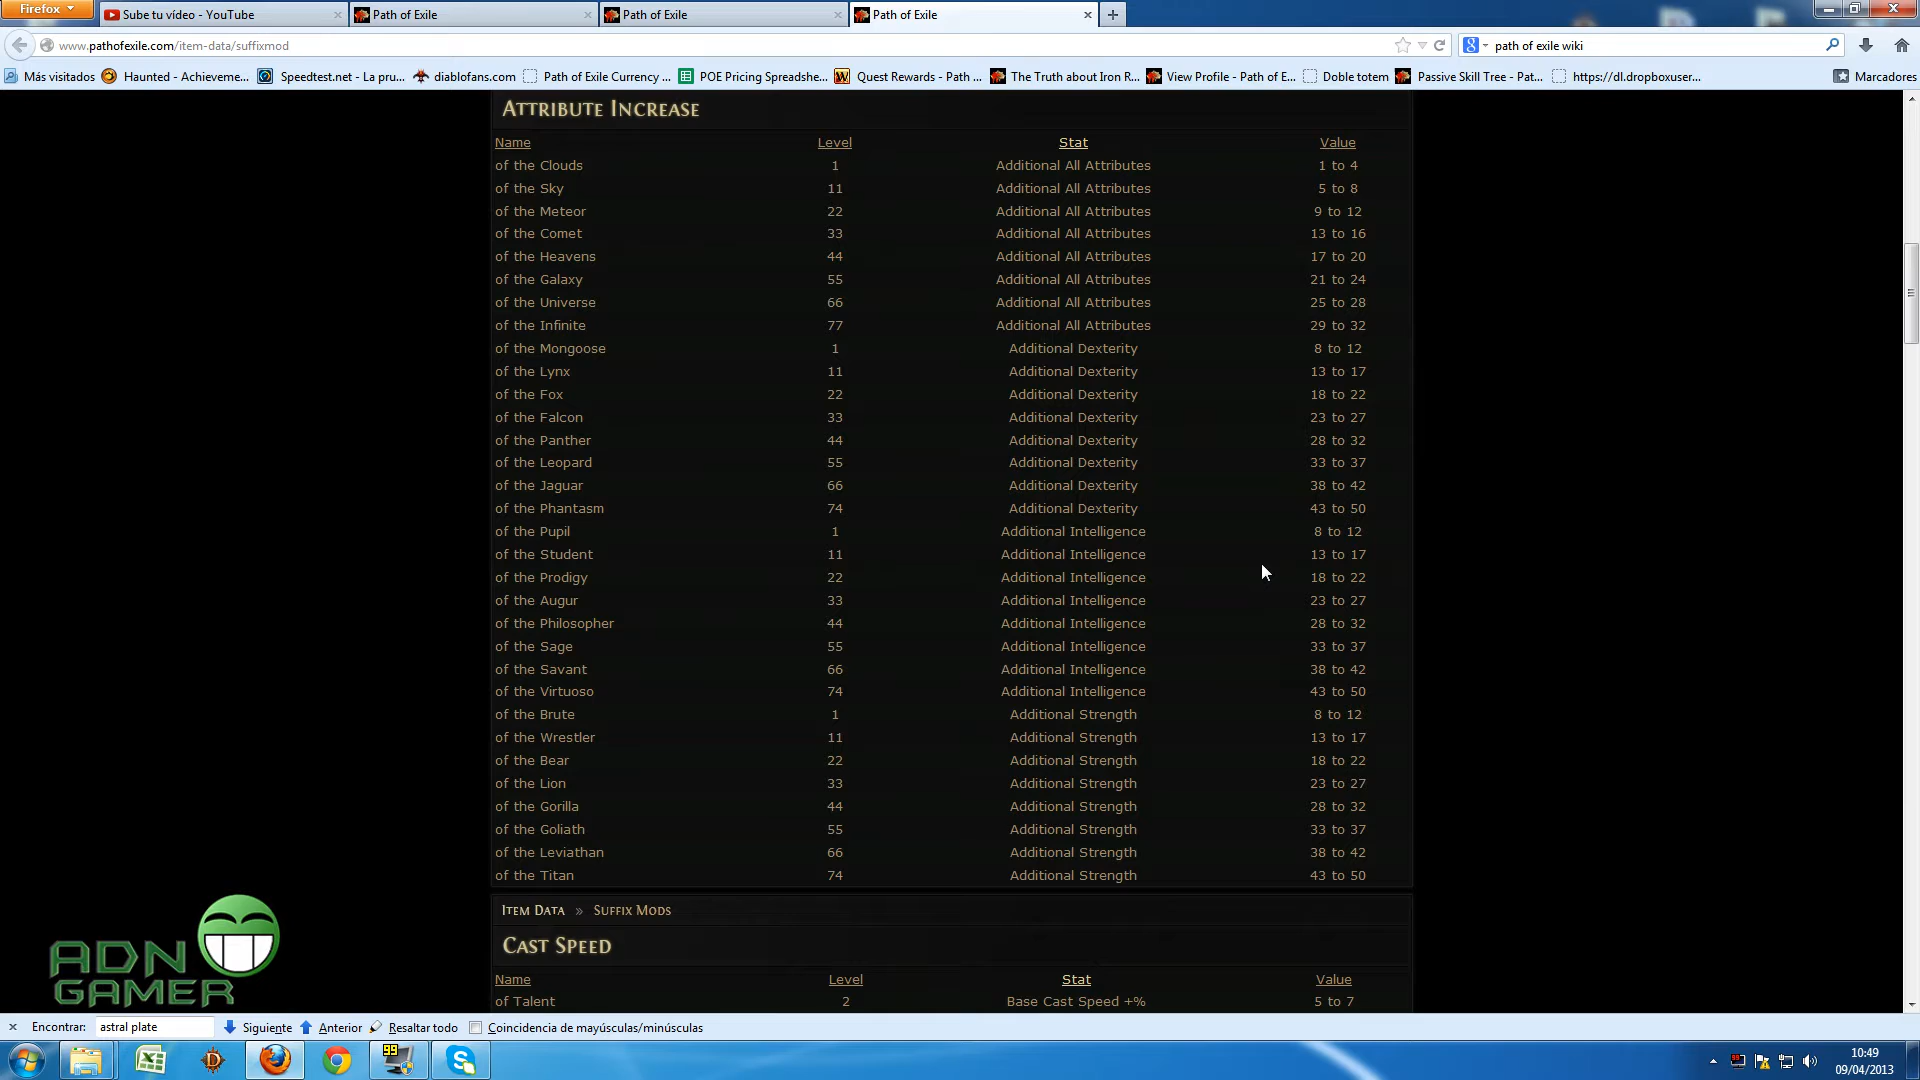 Firefox
Sube tu vídeo - YouTube
Path of Exile
Path of Exile
Path of Exile
www.pathofexile.com/item-data/suffixmod
path of exile wiki
Más visitados
Haunted - Achieveme...
Speedtest.net - La pru...
diablofans.com
Path of Exile Currency ...
POE Pricing Spreadshe...
Quest Rewards - Path ...
The Truth about Iron R...
View Profile - Path of E...
Doble totem
Passive Skill Tree - Pat...
https://dl.dropboxuser...
Marcadores
Attribute Increase
Name Level Stat Value
of the Clouds 1 Additional All Attributes 1 to 4
of the Sky 11 Additional All Attributes 5 to 8
of the Meteor 22 Additional All Attributes 9 to 12
of the Comet 33 Additional All Attributes 13 to 16
of the Heavens 44 Additional All Attributes 17 to 20
of the Galaxy 55 Additional All Attributes 21 to 24
of the Universe 66 Additional All Attributes 25 to 28
of the Infinite 77 Additional All Attributes 29 to 32
of the Mongoose 1 Additional Dexterity 8 to 12
of the Lynx 11 Additional Dexterity 13 to 17
of the Fox 22 Additional Dexterity 18 to 22
of the Falcon 33 Additional Dexterity 23 to 27
of the Panther 44 Additional Dexterity 28 to 32
of the Leopard 55 Additional Dexterity 33 to 37
of the Jaguar 66 Additional Dexterity 38 to 42
of the Phantasm 74 Additional Dexterity 43 to 50
of the Pupil 1 Additional Intelligence 8 to 12
of the Student 11 Additional Intelligence 13 to 17
of the Prodigy 22 Additional Intelligence 18 to 22
of the Augur 33 Additional Intelligence 23 to 27
of the Philosopher 44 Additional Intelligence 28 to 32
of the Sage 55 Additional Intelligence 33 to 37
of the Savant 66 Additional Intelligence 38 to 42
of the Virtuoso 74 Additional Intelligence 43 to 50
of the Brute 1 Additional Strength 8 to 12
of the Wrestler 11 Additional Strength 13 to 17
of the Bear 22 Additional Strength 18 to 22
of the Lion 33 Additional Strength 23 to 27
of the Gorilla 44 Additional Strength 28 to 32
of the Goliath 55 Additional Strength 33 to 37
of the Leviathan 66 Additional Strength 38 to 42
of the Titan 74 Additional Strength 43 to 50
Item Data » Suffix Mods
Cast Speed
Name Level Stat Value
of Talent 2 Base Cast Speed +% 5 to 7
ADN
GAMER
Encontrar: astral plate Siguiente Anterior Resaltar todo Coincidencia de mayúsculas/minúsculas
99
10:49
09/04/2013